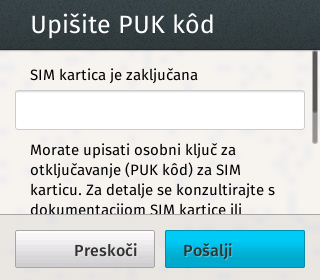 Upišite PUK kôd
SIM kartica je zaključana
Morate upisati osobni ključ za
otključavanje (PUK kôd) za SIM
karticu. Za detalje se konzultirajte s
dokumentacijom SIM kartice ili
Preskoči
Pošalji